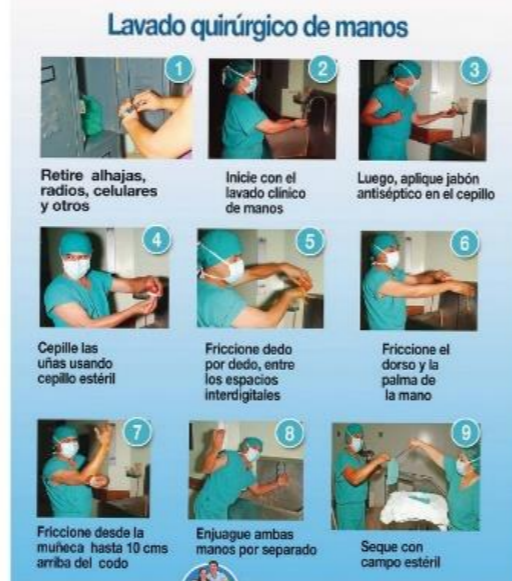 Lavado quirúrgico de manos
1
2
3
Retire alhajas,
radios, celulares
y otros
Inicie con el
lavado clínico
de manos
Luego, aplique jabón
antiséptico en el cepillo
4
5
6
Cepille las
uñas usando
cepillo estéril
Friccione dedo
por dedo, entre
los espacios
interdigitales
Friccione el
dorso y la
palma de
la mano
7
8
9
Friccione desde la
muñeca hasta 10 cms
arriba del codo
Enjuague ambas
manos por separado
Seque con
campo estéril